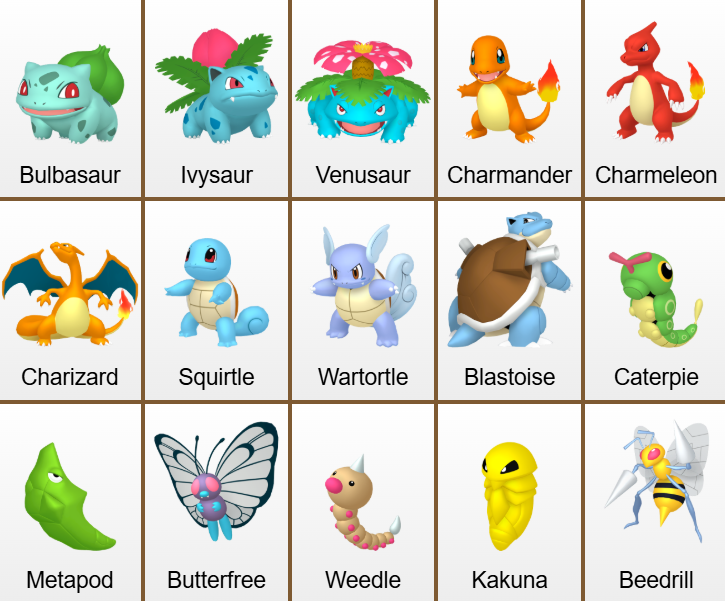 Bulbasaur
Ivysaur
Venusaur
Charmander
Charmeleon
Charizard
Squirtle
Wartortle
Blastoise
Caterpie
Metapod
Butterfree
Weedle
Kakuna
Beedrill